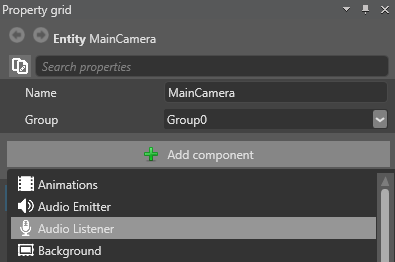 Property grid
Entity MainCamera
Search properties
Name MainCamera
Group Group0
Add component
Animations
Audio Emitter
Audio Listener
Background